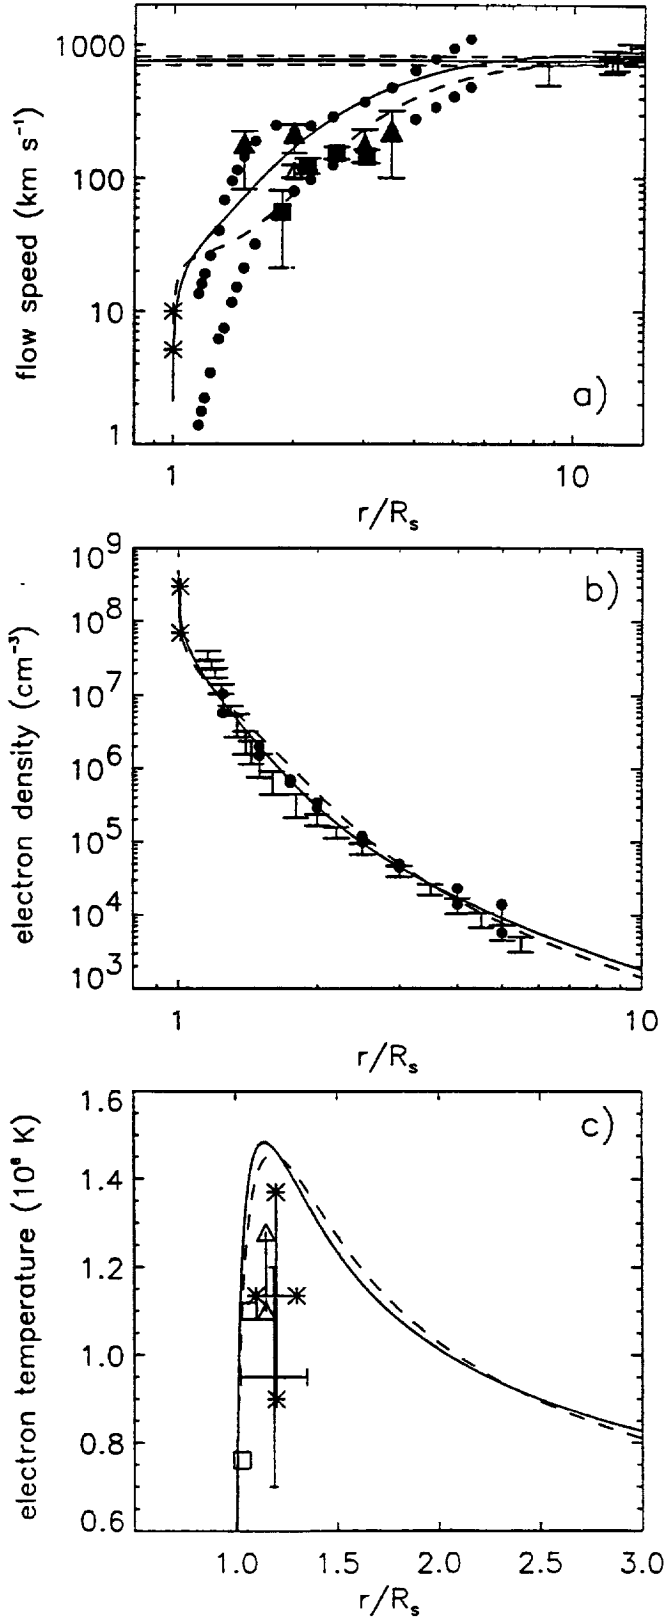 1000
100
10
1
flow speed (km s⁻¹)
a)
1 10
r/Rₛ
10⁹
10⁸
10⁷
10⁶
10⁵
10⁴
10³
electron density (cm⁻³)
b)
1 10
r/Rₛ
1.6
1.4
1.2
1.0
0.8
0.6
electron temperature (10⁶ K)
c)
1.0 1.5 2.0 2.5 3.0
r/Rₛ